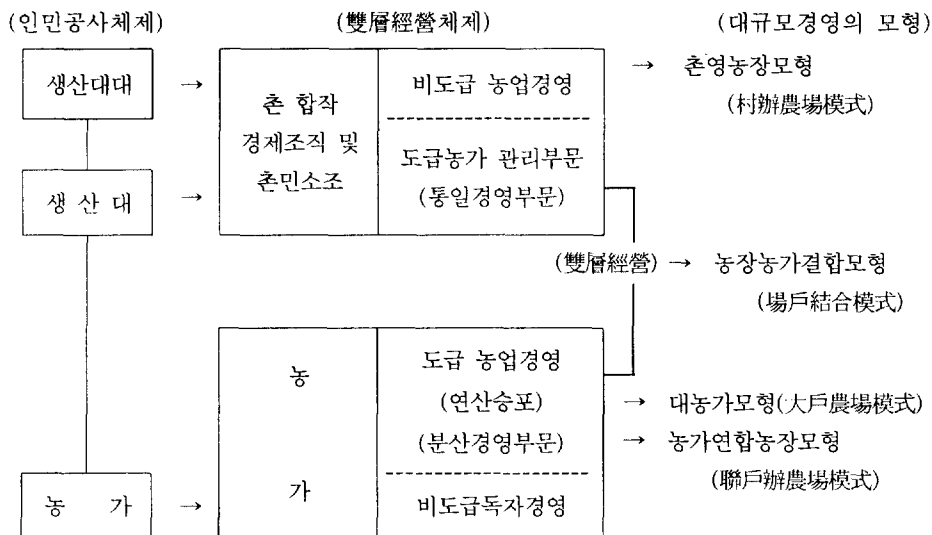 (인민공사체제) (雙層經營체제) (대규모경영의 모형)
생산대대 → 비도급 농업경영 → 촌영농장모형
촌 합작 (村辦農場模式)
경제조직 및 도급농가 관리부문
생 산 대 → 촌민소조 (통일경영부문)
(雙層經營) → 농장농가결합모형
(場戶結合模式)
농 도급 농업경영
(연산승포) → 대농가모형(大戶農場模式)
(분산경영부문) → 농가연합농장모형
가 (聯戶辦農場模式)
농 가 → 비도급독자경영